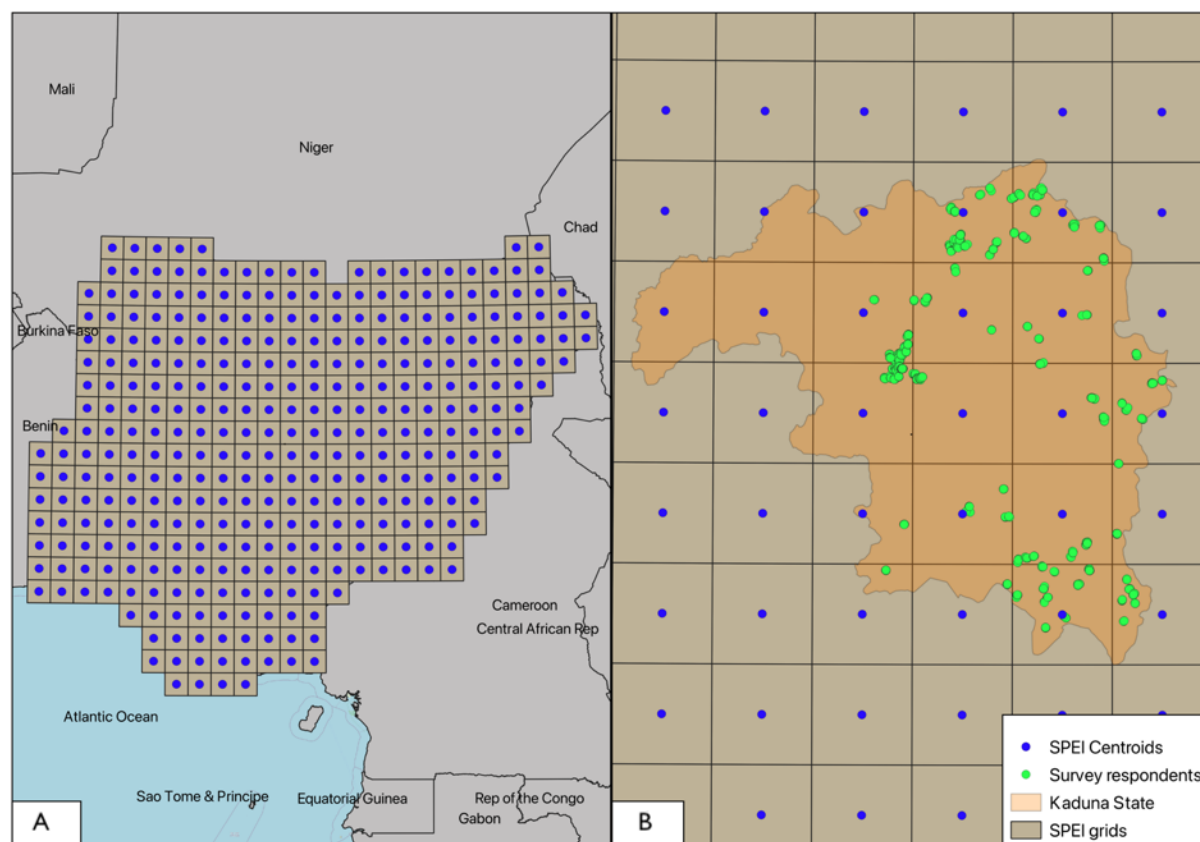 Mali
Niger
Chad
Burkina Faso
Benin
Cameroon
Central African Rep
Atlantic Ocean
Sao Tome & Principe
Equatorial Guinea
Rep of the Congo
Gabon
A
B
SPEI Centroids
Survey respondents
Kaduna State
SPEI grids